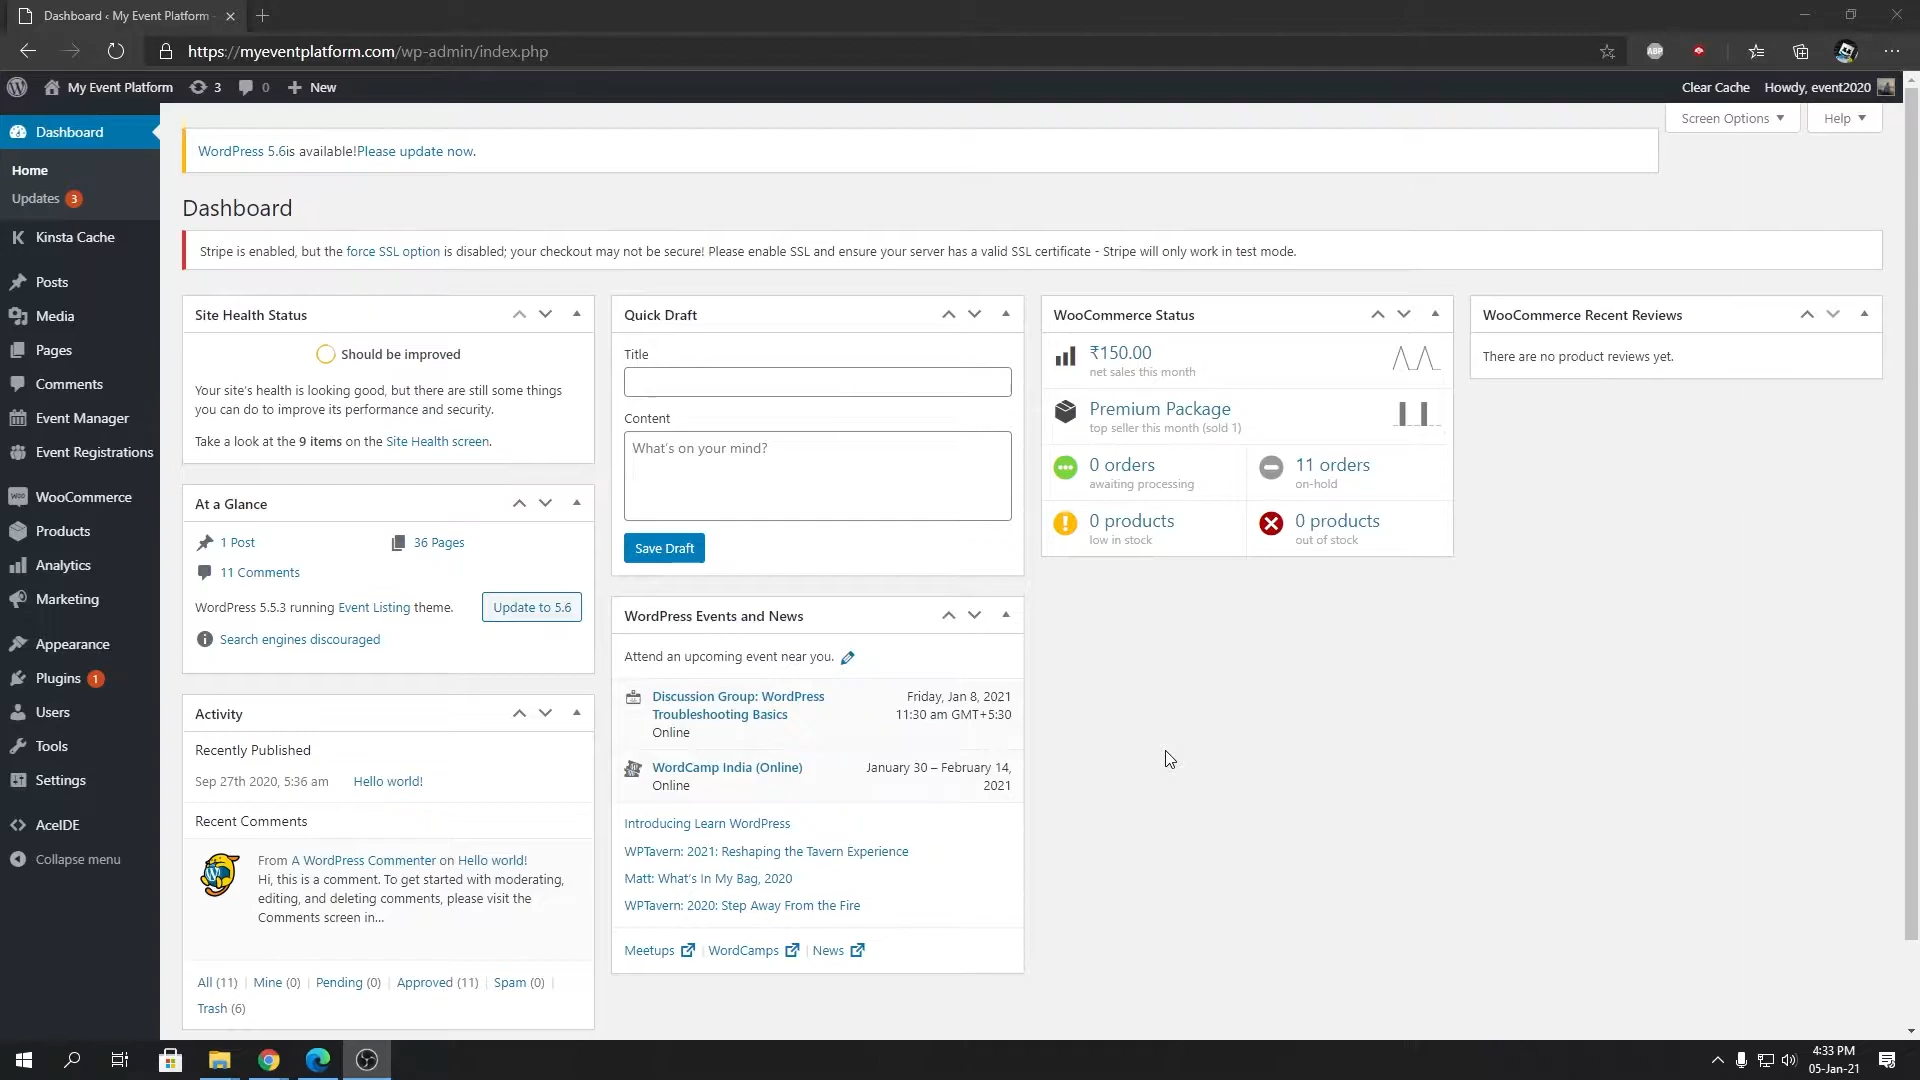 Dashboard ‹ My Event Platform
https://myeventplatform.com/wp-admin/index.php
ABP
My Event Platform
3
0
New
Clear Cache
Howdy, event2020
Dashboard
Home
Updates 3
Kinsta Cache
Posts
Media
Pages
Comments
Event Manager
Event Registrations
WooCommerce
Products
Analytics
Marketing
Appearance
Plugins 1
Users
Tools
Settings
AceIDE
Collapse menu
Screen Options
Help
WordPress 5.6is available!Please update now.
Dashboard
Stripe is enabled, but the force SSL option is disabled; your checkout may not be secure! Please enable SSL and ensure your server has a valid SSL certificate - Stripe will only work in test mode.
Site Health Status
Should be improved
Your site's health is looking good, but there are still some things
you can do to improve its performance and security.
Take a look at the 9 items on the Site Health screen.
At a Glance
1 Post
36 Pages
11 Comments
WordPress 5.5.3 running Event Listing theme.
Update to 5.6
Search engines discouraged
Activity
Recently Published
Sep 27th 2020, 5:36 am
Hello world!
Recent Comments
From A WordPress Commenter on Hello world!
Hi, this is a comment. To get started with moderating,
editing, and deleting comments, please visit the
Comments screen in...
All (11) | Mine (0) | Pending (0) | Approved (11) | Spam (0) |
Trash (6)
Quick Draft
Title
Content
What's on your mind?
Save Draft
WordPress Events and News
Attend an upcoming event near you.
Discussion Group: WordPress
Troubleshooting Basics
Online
Friday, Jan 8, 2021
11:30 am GMT+5:30
WordCamp India (Online)
Online
January 30 – February 14,
2021
Introducing Learn WordPress
WPTavern: 2021: Reshaping the Tavern Experience
Matt: What's In My Bag, 2020
WPTavern: 2020: Step Away From the Fire
Meetups | WordCamps | News
WooCommerce Status
₹150.00
net sales this month
Premium Package
top seller this month (sold 1)
0 orders
awaiting processing
11 orders
on-hold
0 products
low in stock
0 products
out of stock
WooCommerce Recent Reviews
There are no product reviews yet.
4:33 PM
05-Jan-21